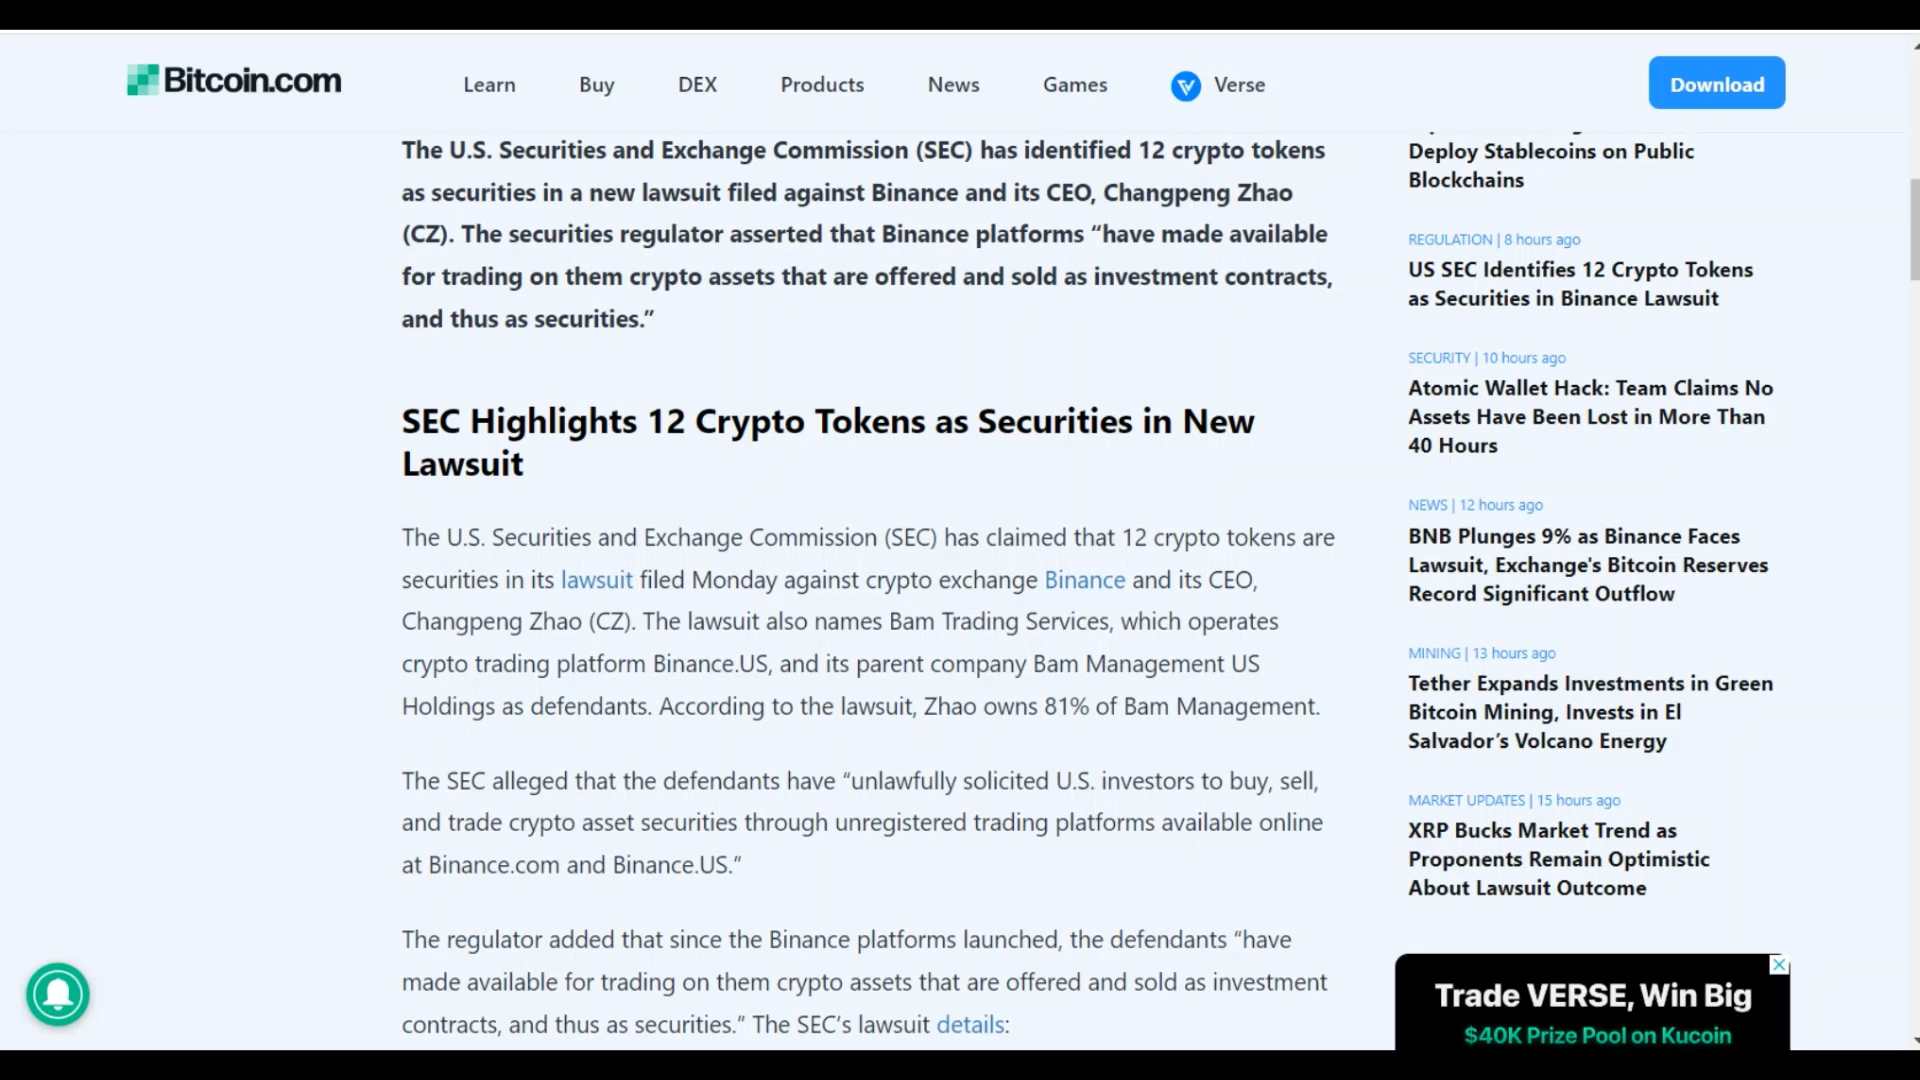 Bitcoin.com
Learn
Buy
DEX
Products
News
Games
Verse
Download
The U.S. Securities and Exchange Commission (SEC) has identified 12 crypto tokens
as securities in a new lawsuit filed against Binance and its CEO, Changpeng Zhao
(CZ). The securities regulator asserted that Binance platforms “have made available
for trading on them crypto assets that are offered and sold as investment contracts,
and thus as securities.”
SEC Highlights 12 Crypto Tokens as Securities in New
Lawsuit
The U.S. Securities and Exchange Commission (SEC) has claimed that 12 crypto tokens are
securities in its lawsuit filed Monday against crypto exchange Binance and its CEO,
Changpeng Zhao (CZ). The lawsuit also names Bam Trading Services, which operates
crypto trading platform Binance.US, and its parent company Bam Management US
Holdings as defendants. According to the lawsuit, Zhao owns 81% of Bam Management.
The SEC alleged that the defendants have “unlawfully solicited U.S. investors to buy, sell,
and trade crypto asset securities through unregistered trading platforms available online
at Binance.com and Binance.US.”
The regulator added that since the Binance platforms launched, the defendants “have
made available for trading on them crypto assets that are offered and sold as investment
contracts, and thus as securities.” The SEC’s lawsuit details:
Deploy Stablecoins on Public
Blockchains
REGULATION | 8 hours ago
US SEC Identifies 12 Crypto Tokens
as Securities in Binance Lawsuit
SECURITY | 10 hours ago
Atomic Wallet Hack: Team Claims No
Assets Have Been Lost in More Than
40 Hours
NEWS | 12 hours ago
BNB Plunges 9% as Binance Faces
Lawsuit, Exchange's Bitcoin Reserves
Record Significant Outflow
MINING | 13 hours ago
Tether Expands Investments in Green
Bitcoin Mining, Invests in El
Salvador’s Volcano Energy
MARKET UPDATES | 15 hours ago
XRP Bucks Market Trend as
Proponents Remain Optimistic
About Lawsuit Outcome
Trade VERSE, Win Big
$40K Prize Pool on Kucoin